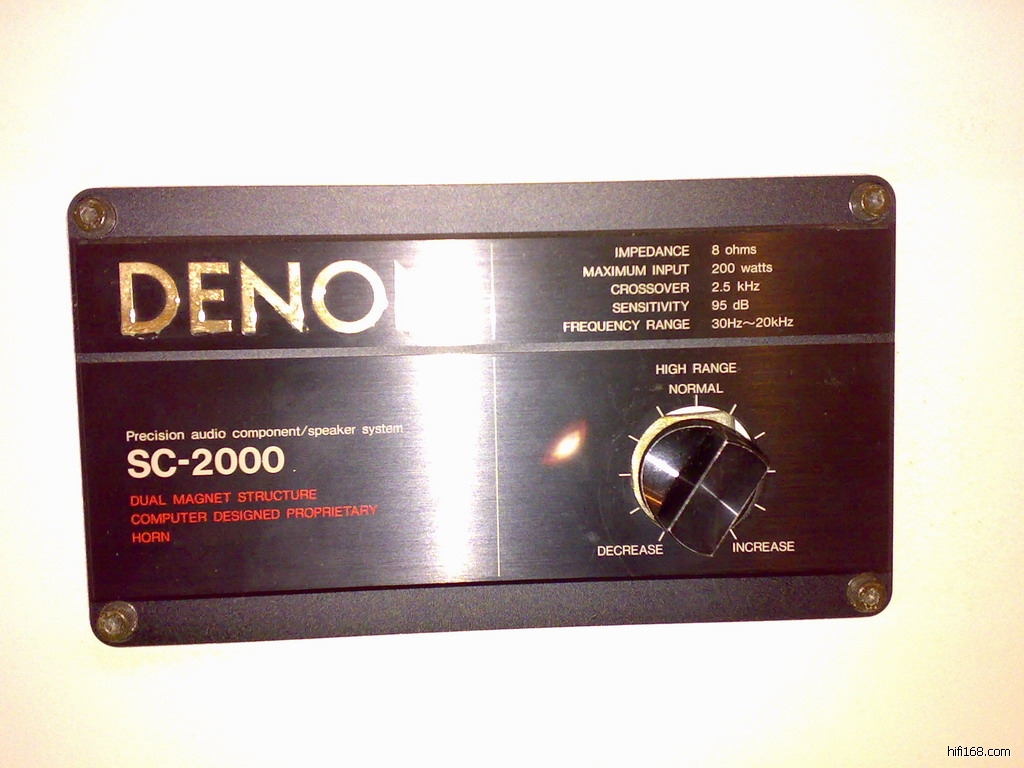 DENO
IMPEDANCE 8 ohms
MAXIMUM INPUT 200 watts
CROSSOVER 2.5 kHz
SENSITIVITY 95 dB
FREQUENCY RANGE 30Hz～20kHz
HIGH RANGE
NORMAL
DECREASE INCREASE
Precision audio component/speaker system
SC-2000
DUAL MAGNET STRUCTURE
COMPUTER DESIGNED PROPRIETARY
HORN
hifi168.com